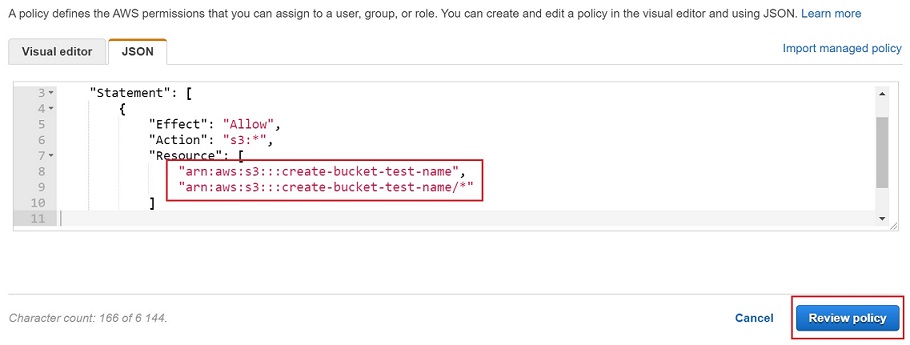 A policy defines the AWS permissions that you can assign to a user, group, or role. You can create and edit a policy in the visual editor and using JSON. Learn more
Visual editor JSON Import managed policy
3 "Statement": [
4 {
5 "Effect": "Allow",
6 "Action": "s3:*",
7 "Resource": [
8 "arn:aws:s3:::create-bucket-test-name",
9 "arn:aws:s3:::create-bucket-test-name/*"
10 ]
11
Character count: 166 of 6 144. Cancel Review policy